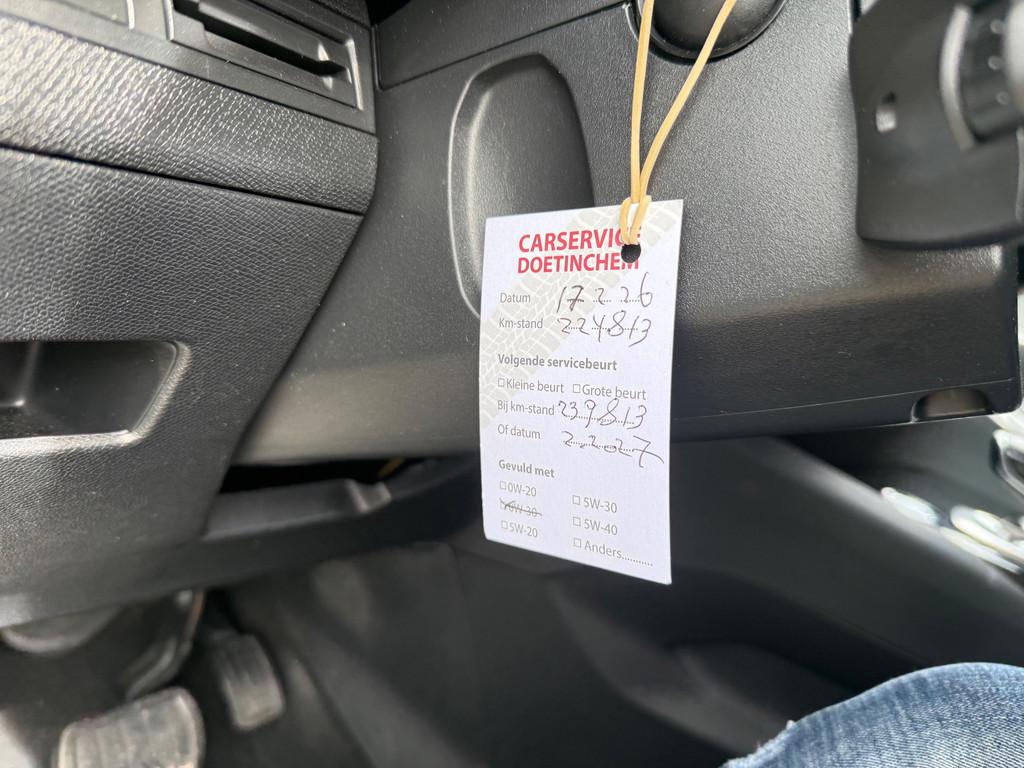 CARSERVICE
DOETINCHEM
Datum 17 2 26
Km-stand 224813
Volgende servicebeurt
☐ Kleine beurt ☐ Grote beurt
Bij km-stand 239813
Of datum 2 2027
Gevuld met
☐ 0W-20
☐ 0W-30
☐ 5W-20
☐ 5W-30
☐ 5W-40
☐ Anders...........